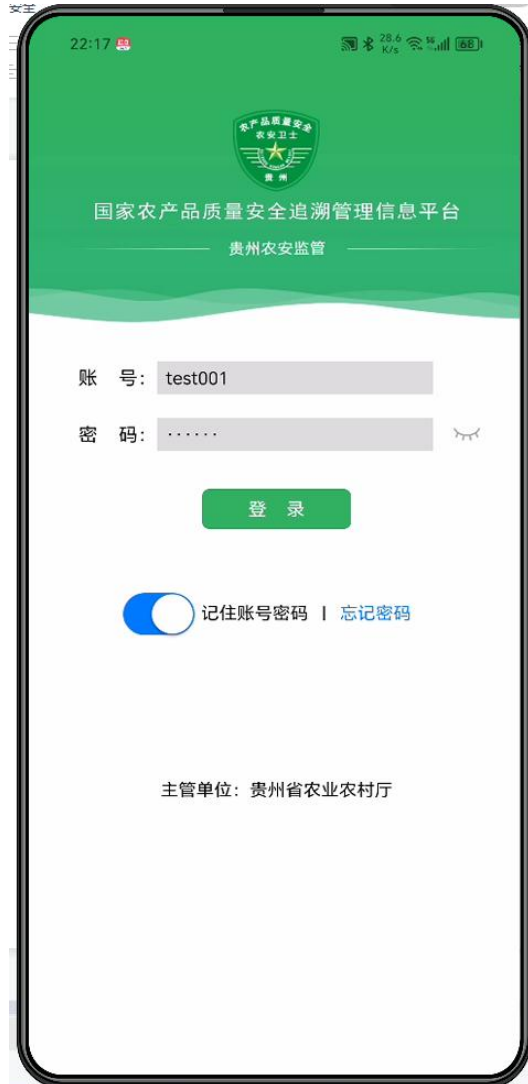 安全
22:17
28.6
K/s
5G
68
农产品质量安全
农安卫士
贵州
国家农产品质量安全追溯管理信息平台
贵州农安监管
账 号: test001
密 码: ······
登 录
记住账号密码 | 忘记密码
主管单位: 贵州省农业农村厅